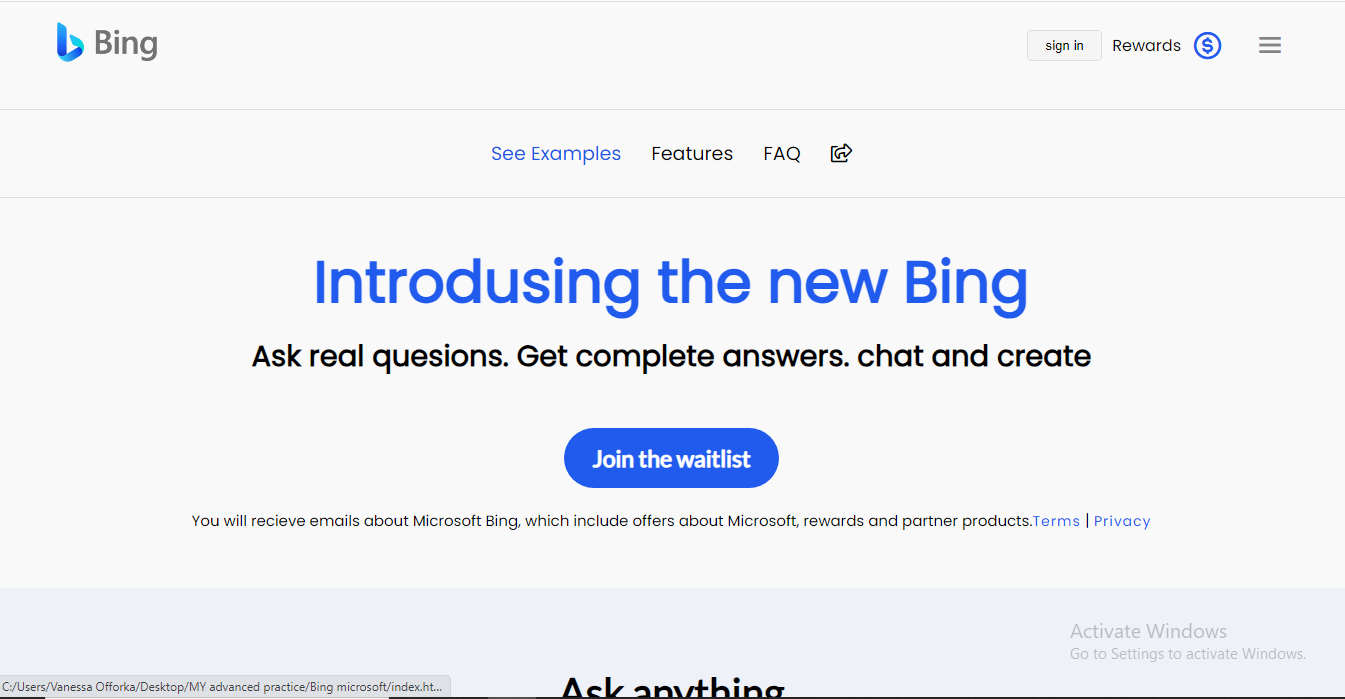 Bing
sign in Rewards
See Examples Features FAQ
Introdusing the new Bing
Ask real quesions. Get complete answers. chat and create
Join the waitlist
You will recieve emails about Microsoft Bing, which include offers about Microsoft, rewards and partner products.Terms | Privacy
Activate Windows
Go to Settings to activate Windows.
C:/Users/Vanessa Offorka/Desktop/MY advanced practice/Bing microsoft/index.ht...
Ask anything